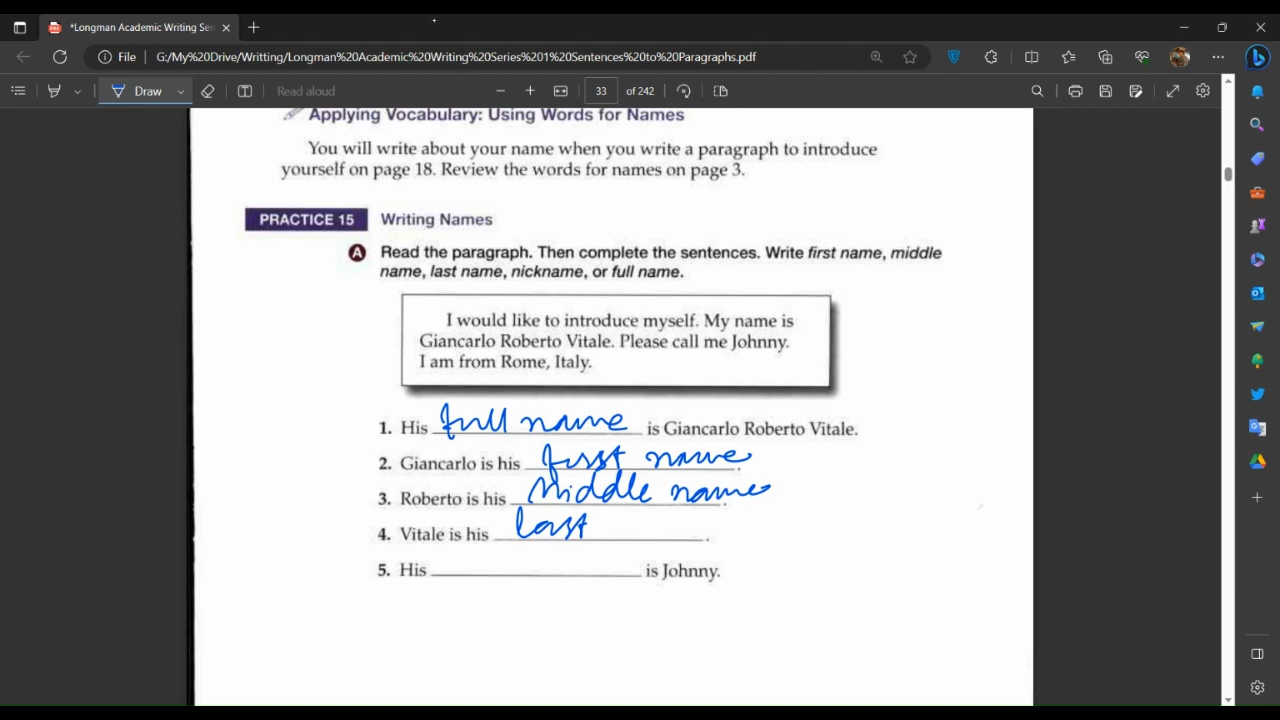 *Longman Academic Writing Ser
File G:/My%20Drive/Writting/Longman%20Academic%20Writing%20Series%201%20Sentences%20to%20Paragraphs.pdf
Draw Read aloud 33 of 242
Applying Vocabulary: Using Words for Names
You will write about your name when you write a paragraph to introduce
yourself on page 18. Review the words for names on page 3.
PRACTICE 15 Writing Names
A Read the paragraph. Then complete the sentences. Write first name, middle
name, last name, nickname, or full name.
I would like to introduce myself. My name is
Giancarlo Roberto Vitale. Please call me Johnny.
I am from Rome, Italy.
1. His full name is Giancarlo Roberto Vitale.
2. Giancarlo is his first name.
3. Roberto is his Middle name.
4. Vitale is his last .
5. His is Johnny.